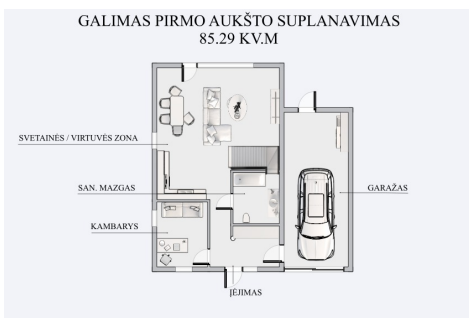 GALIMAS PIRMO AUKŠTO SUPLANAVIMAS
85.29 KV.M
SVETAINĖS / VIRTUVĖS ZONA
SAN. MAZGAS
GARAŽAS
KAMBARYS
ĮĖJIMAS